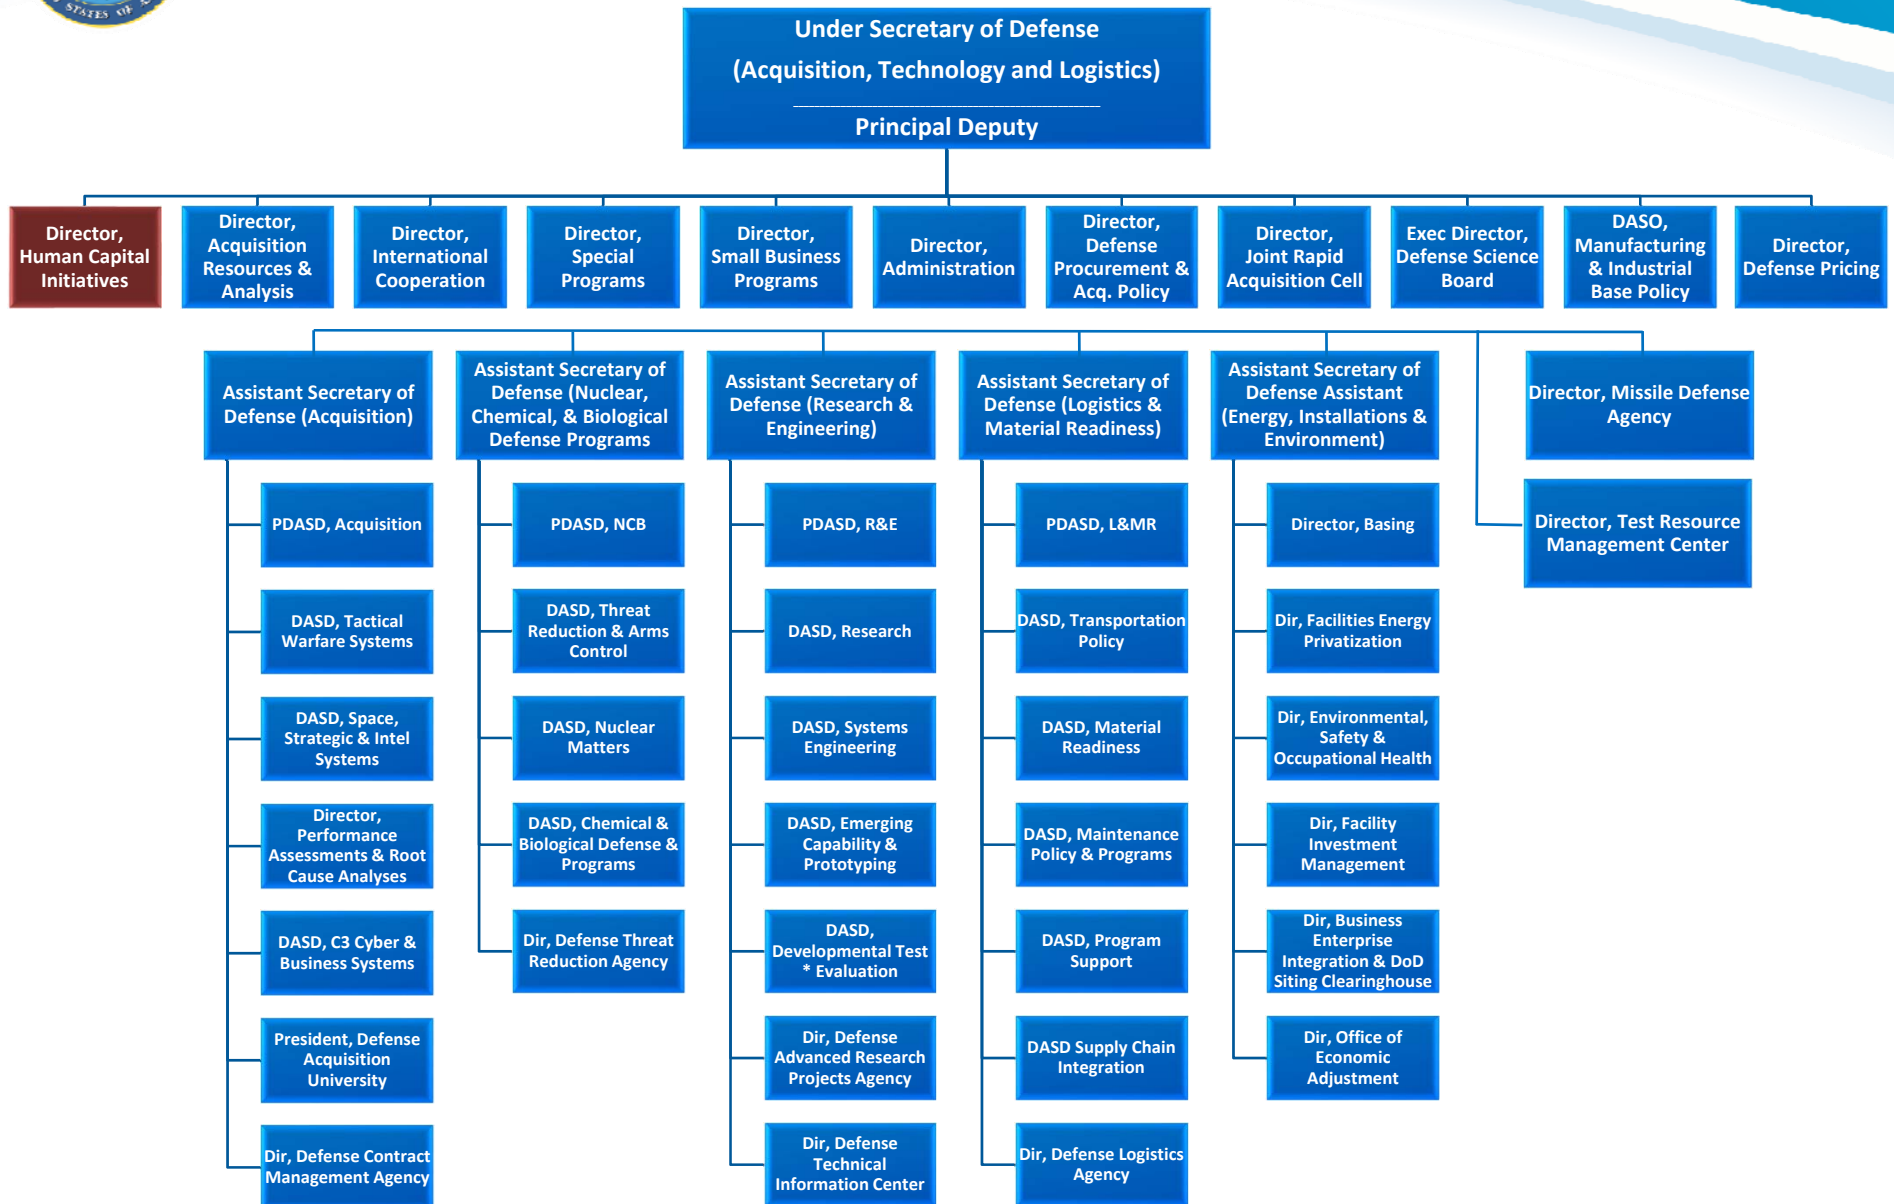 STATES OF
Under Secretary of Defense
(Acquisition, Technology and Logistics)
Principal Deputy
Director,
Human Capital
Initiatives
Director,
Acquisition
Resources &
Analysis
Director,
International
Cooperation
Director,
Special
Programs
Director,
Small Business
Programs
Director,
Administration
Director,
Defense
Procurement &
Acq. Policy
Director,
Joint Rapid
Acquisition Cell
Exec Director,
Defense Science
Board
DASO,
Manufacturing
& Industrial
Base Policy
Director,
Defense Pricing
Assistant Secretary of
Defense (Acquisition)
Assistant Secretary of
Defense (Nuclear,
Chemical, & Biological
Defense Programs
Assistant Secretary of
Defense (Research &
Engineering)
Assistant Secretary of
Defense (Logistics &
Material Readiness)
Assistant Secretary of
Defense Assistant
(Energy, Installations &
Environment)
Director, Missile Defense
Agency
PDASD, Acquisition
PDASD, NCB
PDASD, R&E
PDASD, L&MR
Director, Basing
Director, Test Resource
Management Center
DASD, Tactical
Warfare Systems
DASD, Threat
Reduction & Arms
Control
DASD, Research
DASD, Transportation
Policy
Dir, Facilities Energy
Privatization
DASD, Space,
Strategic & Intel
Systems
DASD, Nuclear
Matters
DASD, Systems
Engineering
DASD, Material
Readiness
Dir, Environmental,
Safety &
Occupational Health
Director,
Performance
Assessments & Root
Cause Analyses
DASD, Chemical &
Biological Defense &
Programs
DASD, Emerging
Capability &
Prototyping
DASD, Maintenance
Policy & Programs
Dir, Facility
Investment
Management
DASD, C3 Cyber &
Business Systems
Dir, Defense Threat
Reduction Agency
DASD,
Developmental Test
* Evaluation
DASD, Program
Support
Dir, Business
Enterprise
Integration & DoD
Siting Clearinghouse
President, Defense
Acquisition
University
Dir, Defense
Advanced Research
Projects Agency
DASD Supply Chain
Integration
Dir, Office of
Economic
Adjustment
Dir, Defense Contract
Management Agency
Dir, Defense
Technical
Information Center
Dir, Defense Logistics
Agency